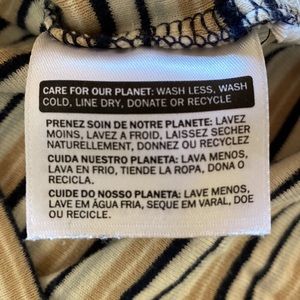 CARE FOR OUR PLANET: WASH LESS, WASH
COLD, LINE DRY, DONATE OR RECYCLE
PRENEZ SOIN DE NOTRE PLANETE: LAVEZ
MOINS, LAVEZ A FROID, LAISSEZ SECHER
NATURELLEMENT, DONNEZ OU RECYCLEZ
CUIDA NUESTRO PLANETA: LAVA MENOS,
LAVA EN FRIO, TIENDE LA ROPA, DONA O
RECICLA.
CUIDE DO NOSSO PLANETA: LAVE MENOS,
LAVE EM ÁGUA FRIA, SEQUE EM VARAL, DOE
OU RECICLE.